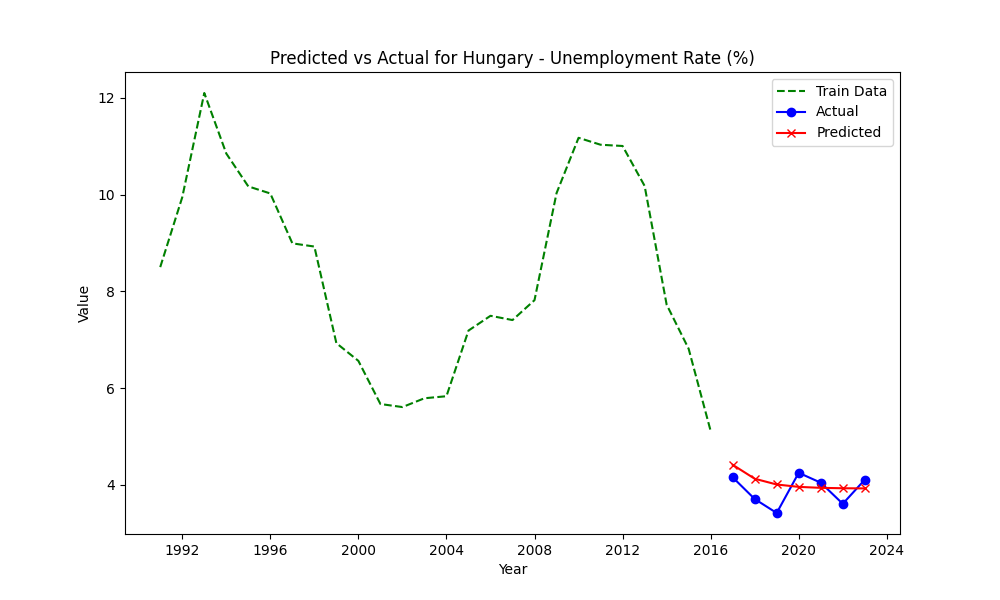 Predicted vs Actual for Hungary - Unemployment Rate (%)
Train Data
Actual
Predicted
Value
12
10
8
6
4
1992 1996 2000 2004 2008 2012 2016 2020 2024
Year